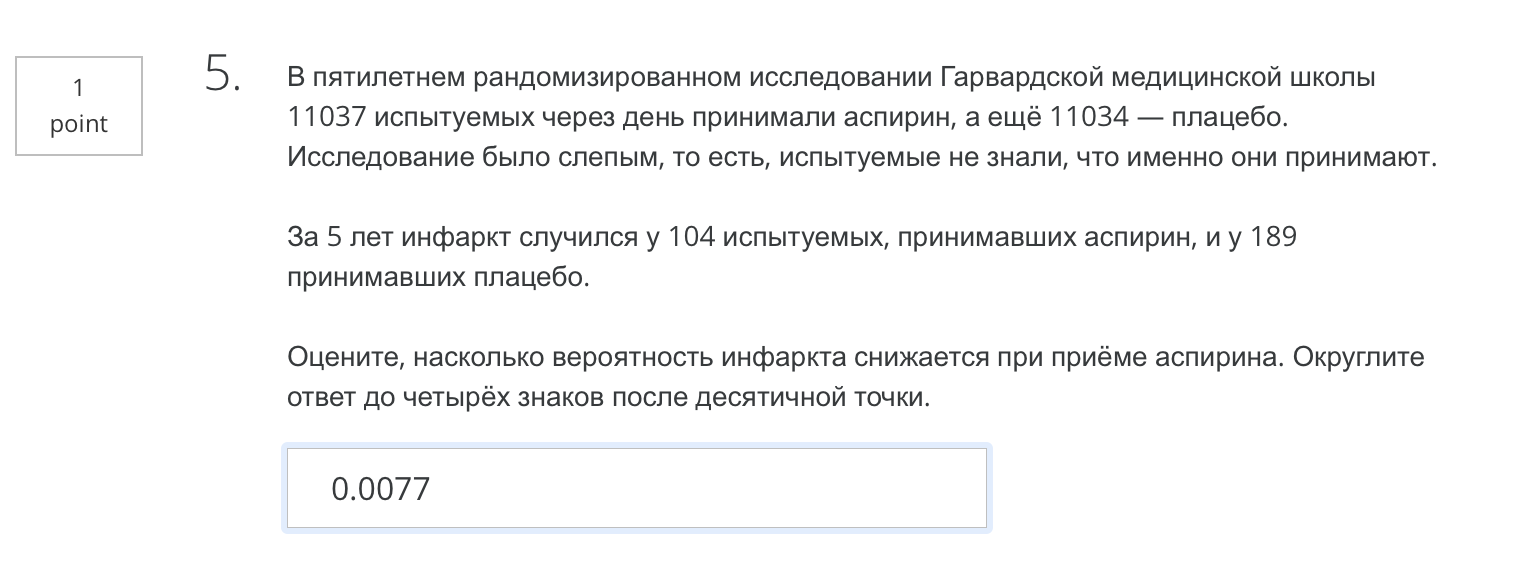 1
point
5.
В пятилетнем рандомизированном исследовании Гарвардской медицинской школы
11037 испытуемых через день принимали аспирин, а ещё 11034 — плацебо.
Исследование было слепым, то есть, испытуемые не знали, что именно они принимают.
За 5 лет инфаркт случился у 104 испытуемых, принимавших аспирин, и у 189
принимавших плацебо.
Оцените, насколько вероятность инфаркта снижается при приёме аспирина. Округлите
ответ до четырёх знаков после десятичной точки.
0.0077